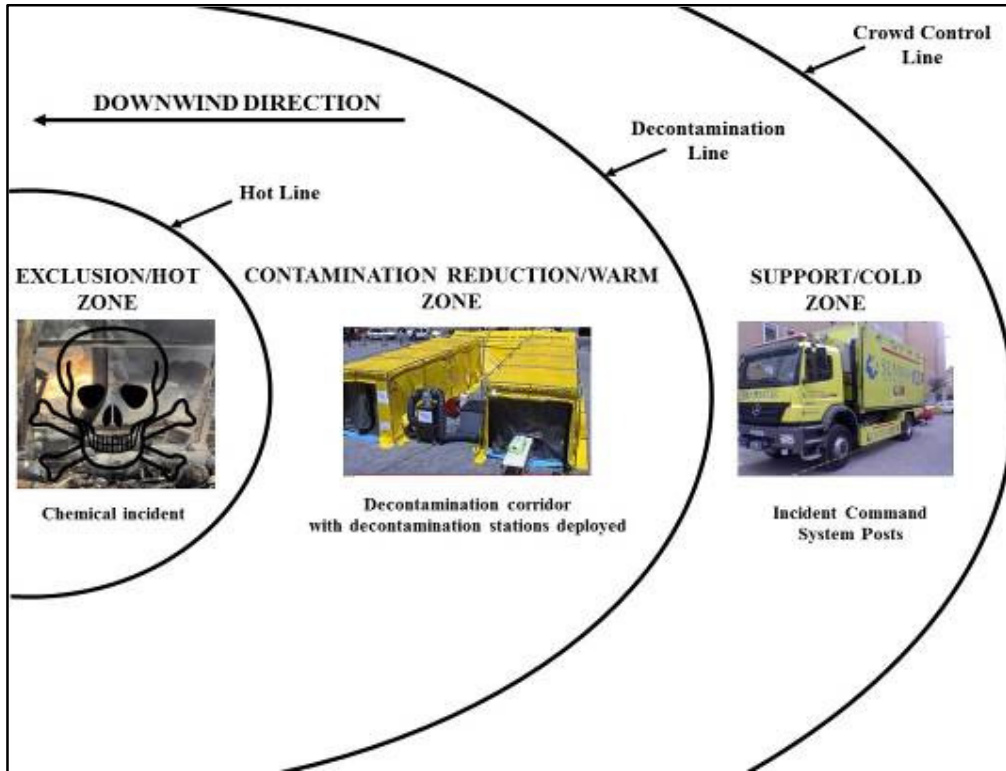 Crowd Control
Line
DOWNWIND DIRECTION
Decontamination
Line
Hot Line
EXCLUSION/HOT
ZONE
CONTAMINATION REDUCTION/WARM
ZONE
SUPPORT/COLD
ZONE
Chemical incident
Decontamination corridor
with decontamination stations deployed
Incident Command
System Posts